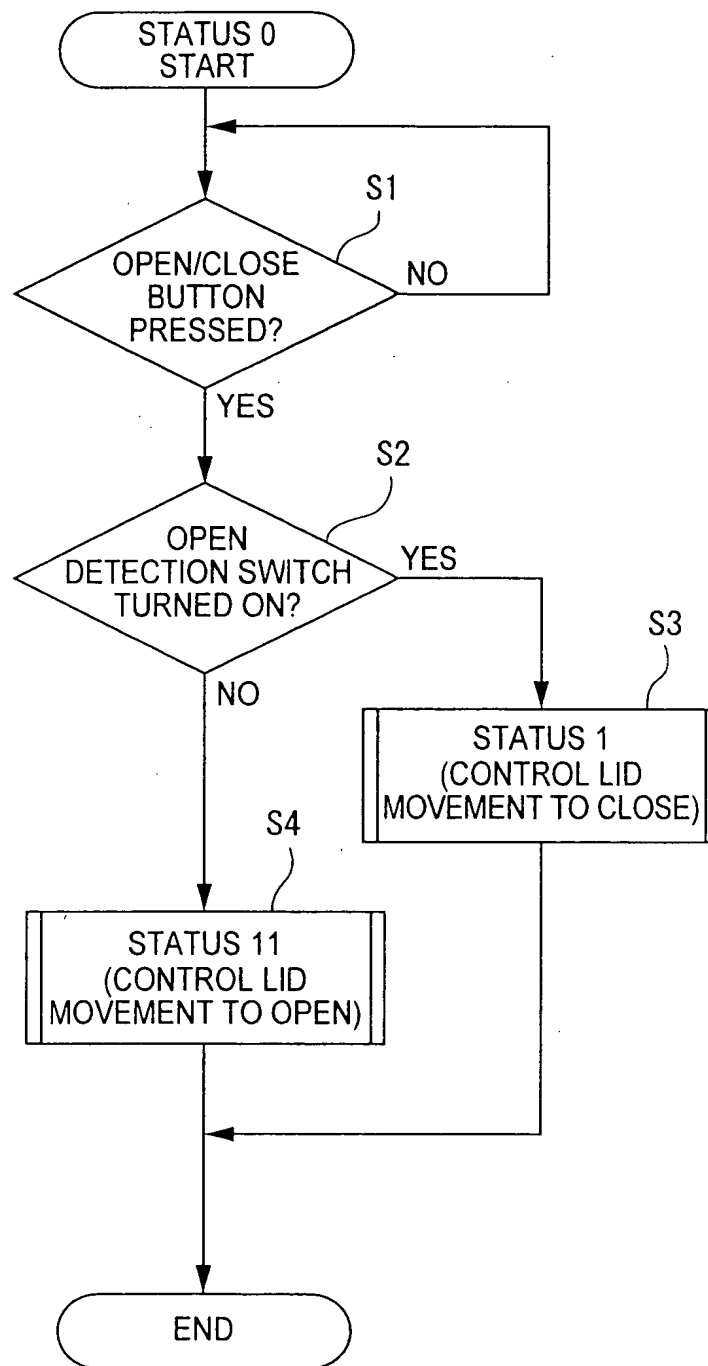 STATUS 0
START
S1
OPEN/CLOSE
BUTTON
PRESSED?
NO
YES
S2
OPEN
DETECTION SWITCH
TURNED ON?
YES
NO
S3
STATUS 1
(CONTROL LID
MOVEMENT TO CLOSE)
S4
STATUS 11
(CONTROL LID
MOVEMENT TO OPEN)
END